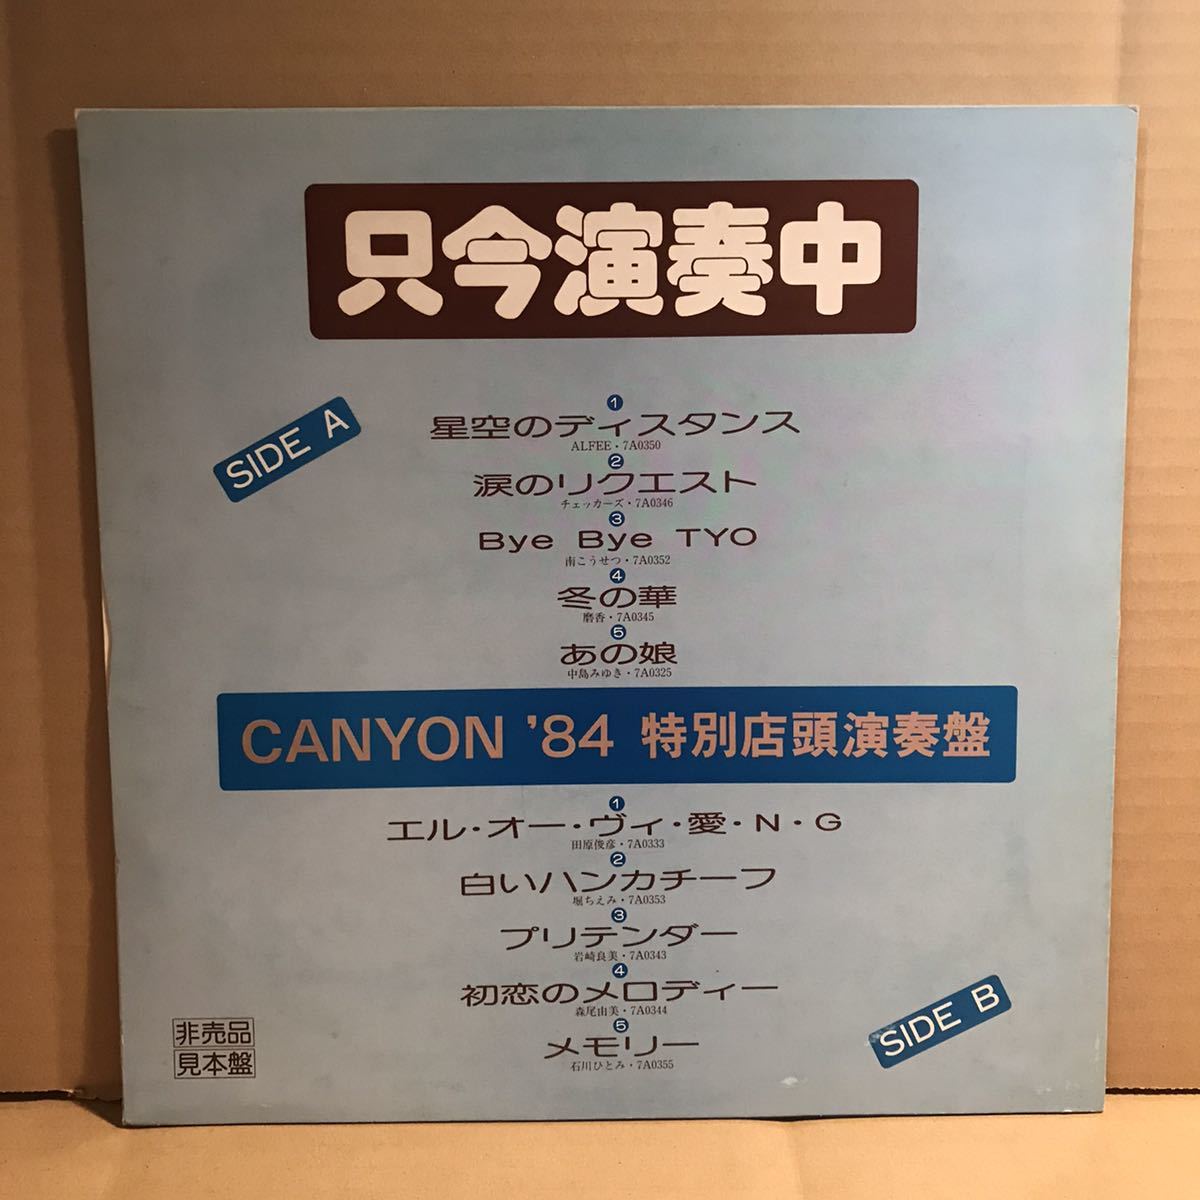 只今演奏中
SIDE A
1
星空のディスタンス
ALFEE・7A0350
2
涙のリクエスト
チェッカーズ・7A0346
3
Bye Bye TYO
南こうせつ・7A0352
4
冬の華
磨香・7A0345
5
あの娘
中島みゆき・7A0325
CANYON '84 特別店頭演奏盤
1
エル・オー・ヴィ・愛・N・G
田原俊彦・7A0333
2
白いハンカチーフ
堀ちえみ・7A0353
3
プリテンダー
岩崎良美・7A0343
4
初恋のメロディー
森尾由美・7A0344
5
メモリー
石川ひとみ・7A0355
SIDE B
非売品
見本盤